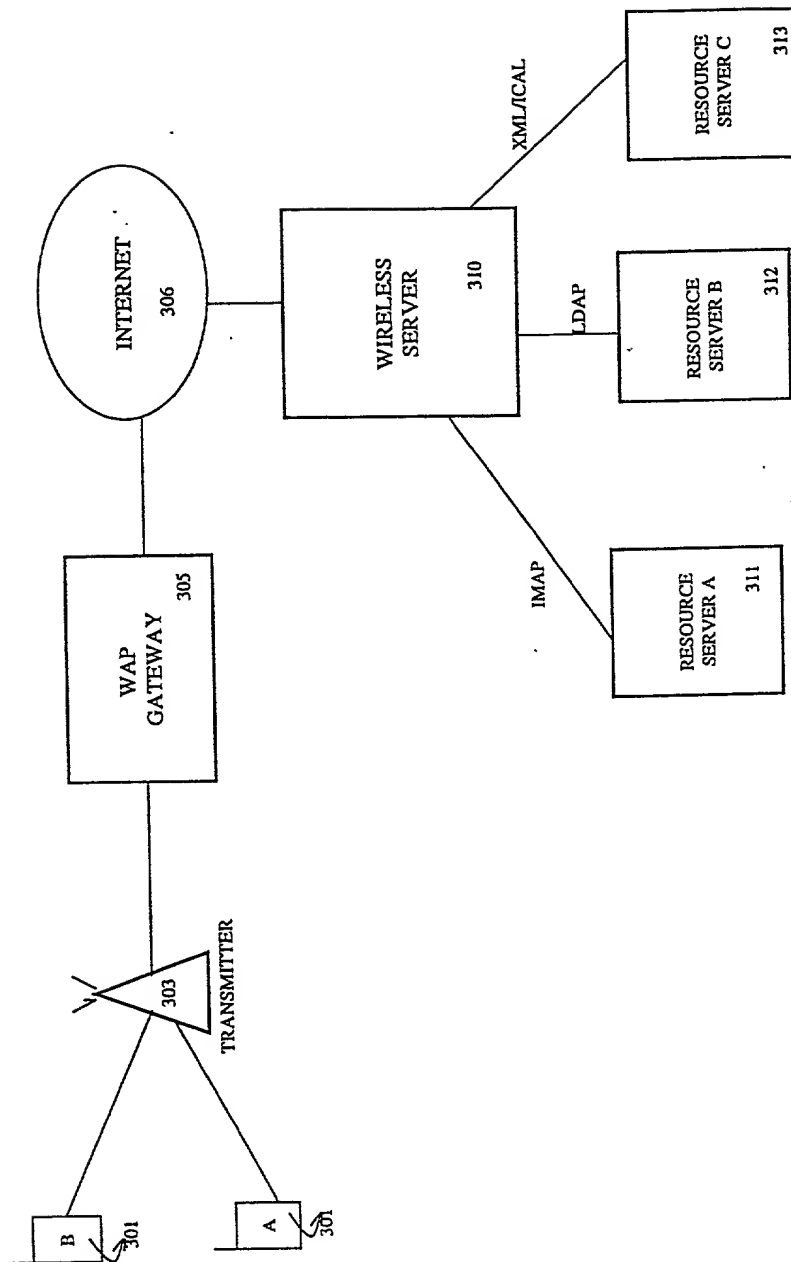 B
301
A
301
303
TRANSMITTER
WAP
GATEWAY
305
INTERNET
306
WIRELESS
SERVER
310
IMAP
LDAP
XML/ICAL
RESOURCE
SERVER A
311
RESOURCE
SERVER B
312
RESOURCE
SERVER C
313